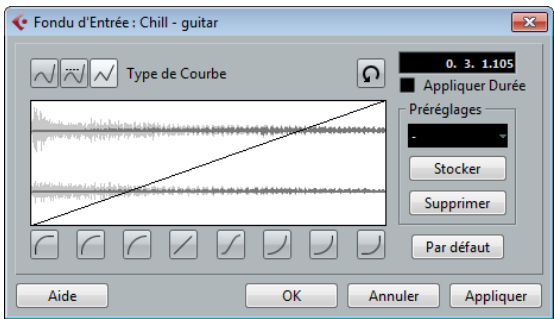 Fondu d'Entrée : Chill - guitar
Type de Courbe
0. 3. 1.105
Appliquer Durée
Préréglages
-
Stocker
Supprimer
Par défaut
Aide
OK
Annuler
Appliquer